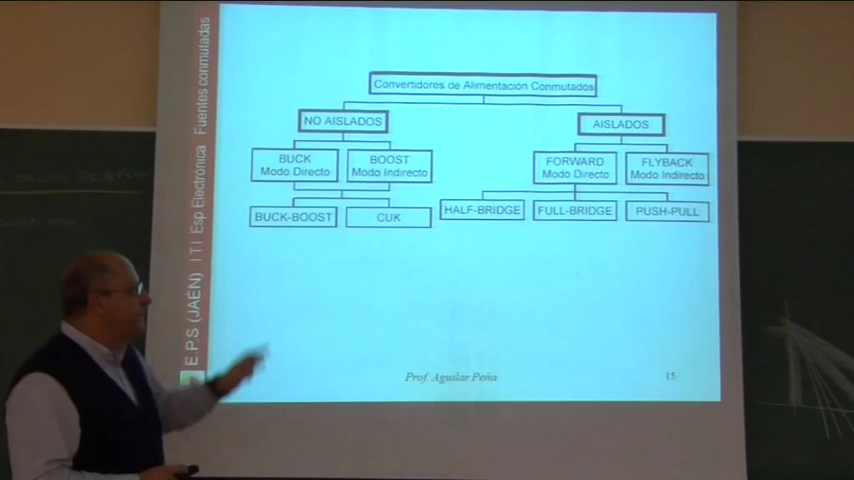 Convertidores de Alimentación Conmutados
NO AISLADOS
AISLADOS
BUCK
Modo Directo
BOOST
Modo Indirecto
FORWARD
Modo Directo
FLYBACK
Modo Indirecto
BUCK-BOOST
CUK
HALF-BRIDGE
FULL-BRIDGE
PUSH-PULL
E.P.S (JAÉN) I T I Esp Electrónica Fuentes conmutadas
Prof. Aguilar Peña
15